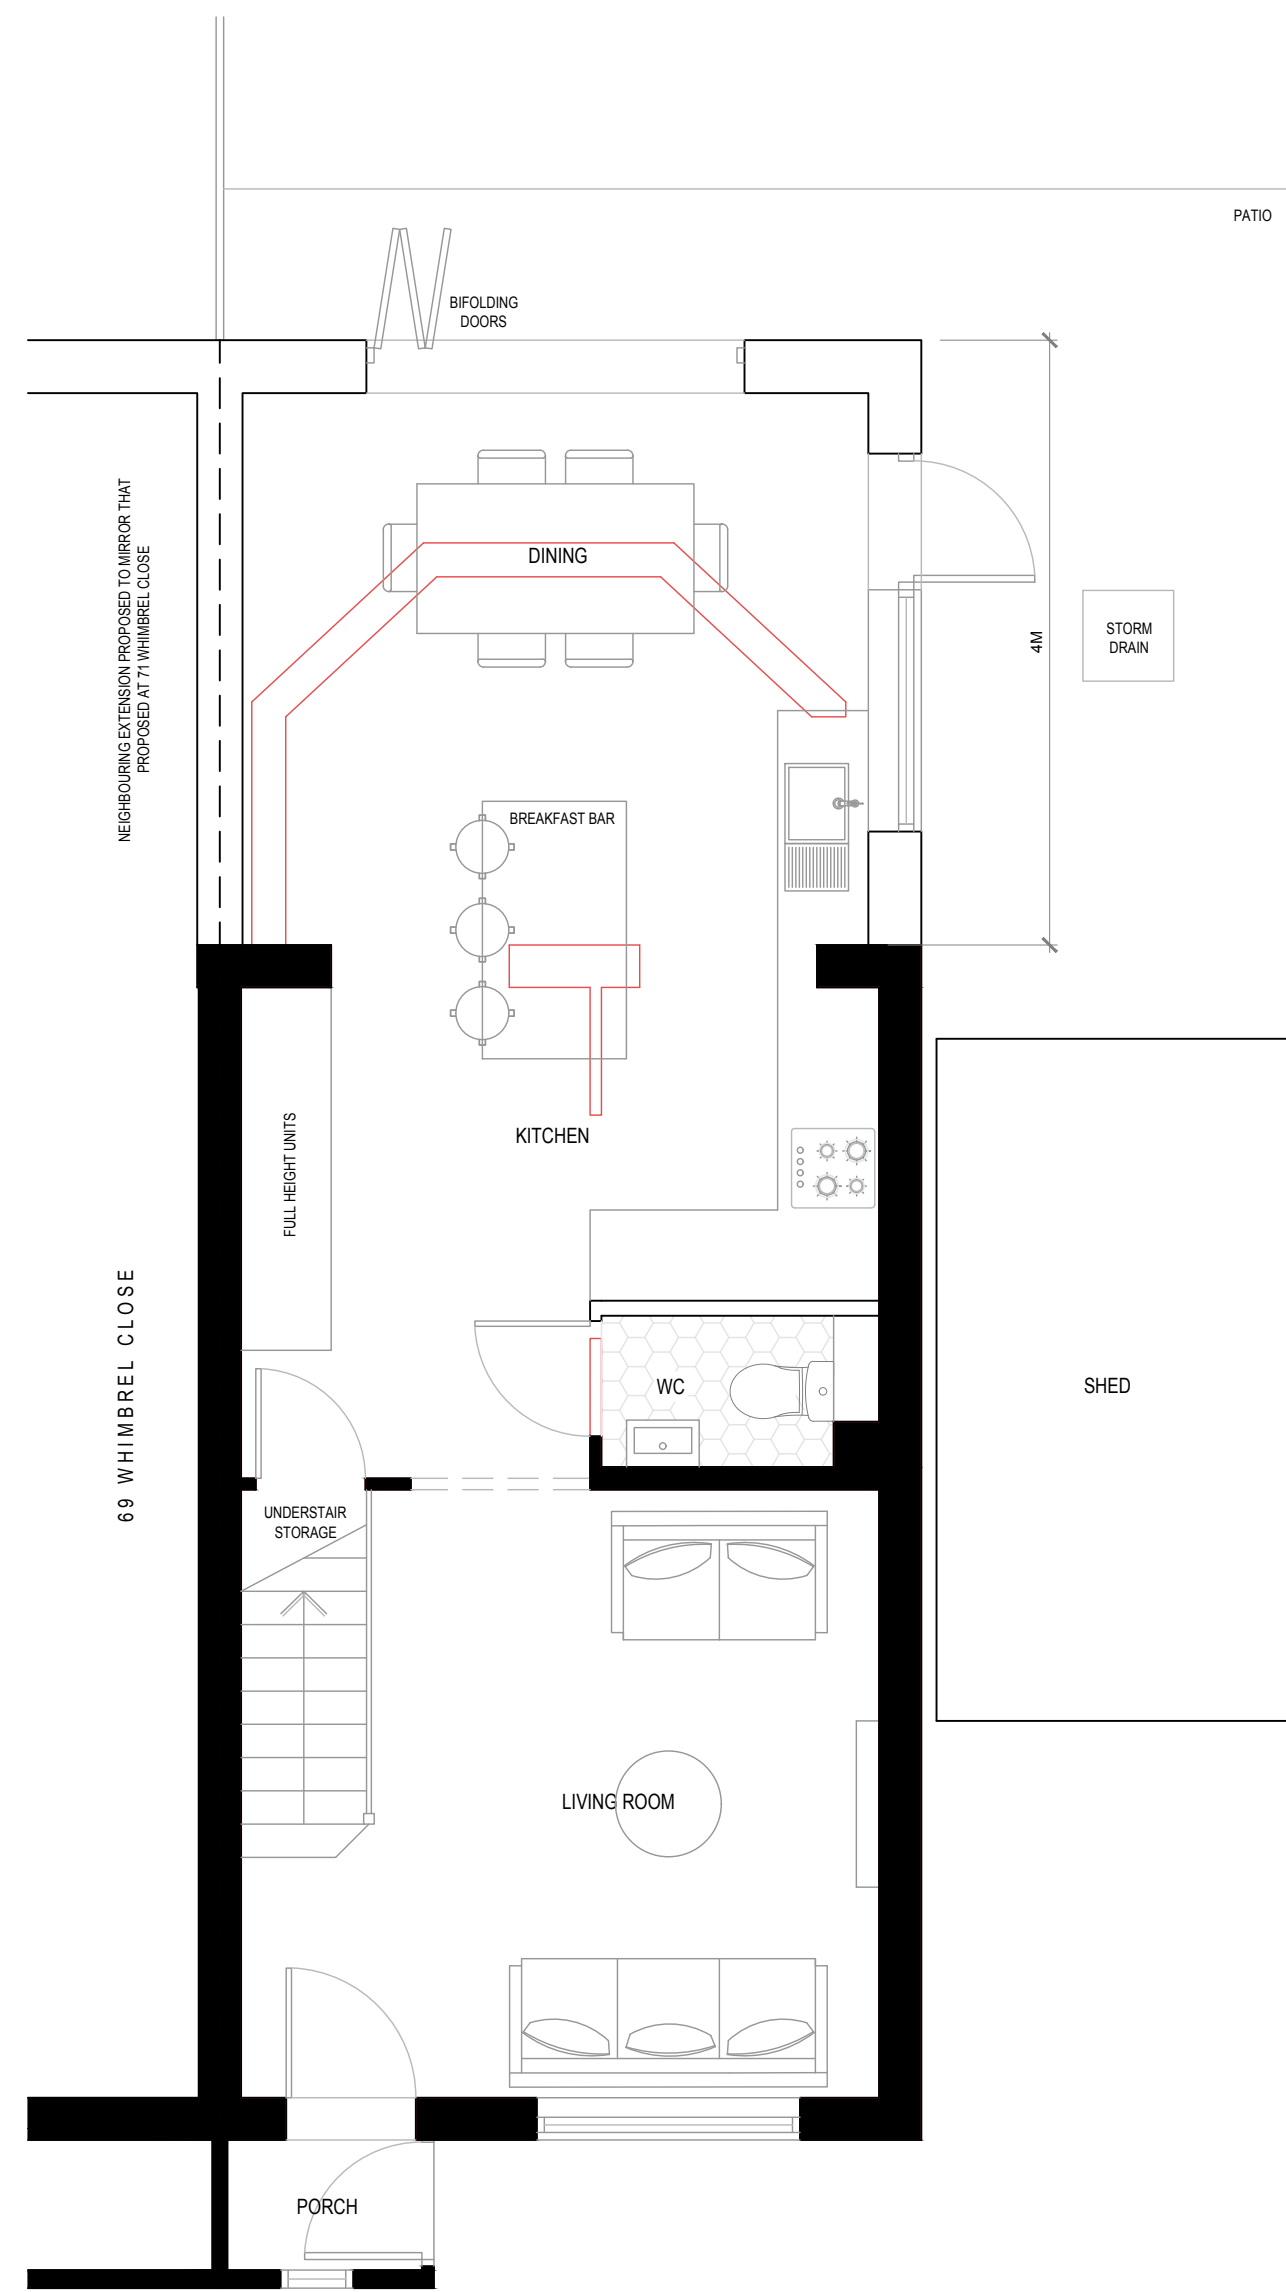 PATIO
BIFOLDING
DOORS
NEIGHBOURING EXTENSION PROPOSED TO MIRROR THAT
PROPOSED AT 71 WHIMBREL CLOSE
DINING
4M
STORM
DRAIN
BREAKFAST BAR
FULL HEIGHT UNITS
KITCHEN
69 WHIMBREL CLOSE
WC
SHED
UNDERSTAIR
STORAGE
LIVING ROOM
PORCH